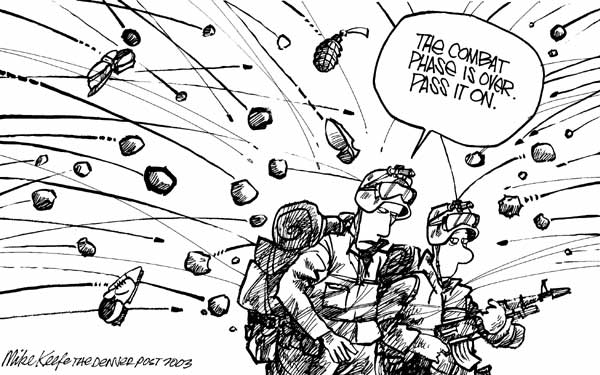 THE COMBAT
PHASE IS OVER.
PASS IT ON.
Mike Keefe THE DENVER POST 2003